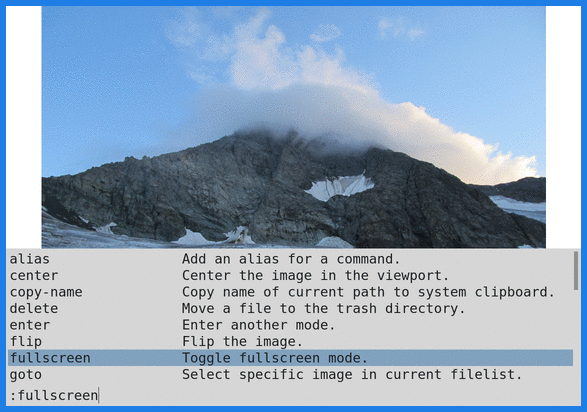 alias Add an alias for a command.
center Center the image in the viewport.
copy-name Copy name of current path to system clipboard.
delete Move a file to the trash directory.
enter Enter another mode.
flip Flip the image.
fullscreen Toggle fullscreen mode.
goto Select specific image in current filelist.
:fullscreen